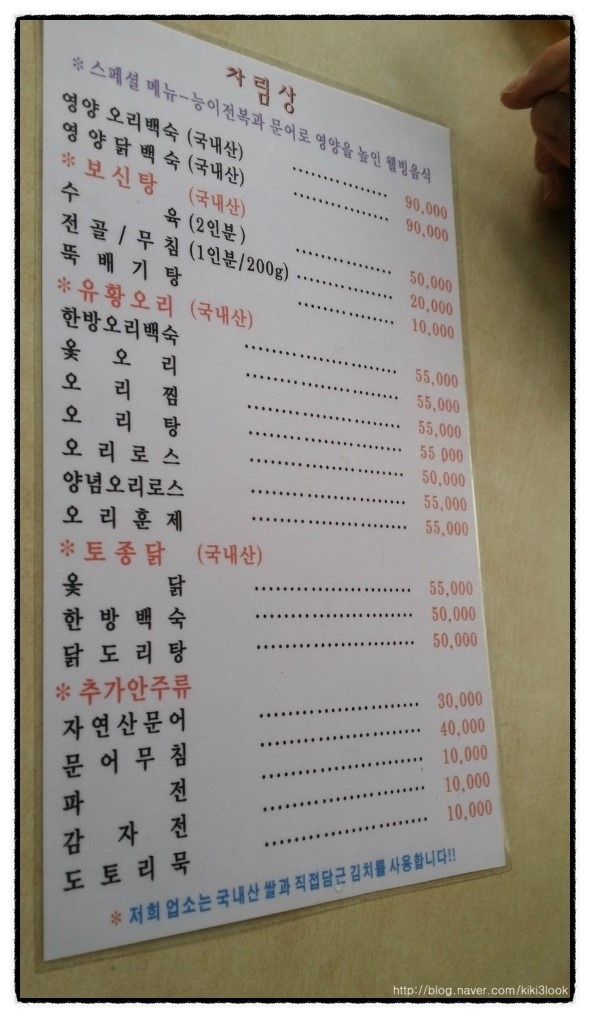 차림상
*스페셜 메뉴-능이전복과 문어로 영양을 높인 웰빙음식
영양 오리백숙 (국내산) ················ 90,000
영 양 닭 백 숙 (국내산) ················ 90,000
*보신탕 (국내산)
수 육 (2인분) ················ 50,000
전 골 / 무 침 (1인분/200g) ················ 20,000
뚝 배 기 탕 ················ 10,000
*유황오리 (국내산)
한방오리백숙 ················ 55,000
옻 오 리 ················ 55,000
오 리 찜 ················ 55,000
오 리 탕 ················ 55 000
오 리 로 스 ················ 50,000
양념오리로스 ················ 55,000
오 리 훈 제 ················ 55,000
*토종닭 (국내산)
옻 닭 ················ 55,000
한 방 백 숙 ················ 50,000
닭 도 리 탕 ················ 50,000
*추가안주류
자연산문어 ················ 30,000
문 어 무 침 ················ 40,000
파 전 ················ 10,000
감 자 전 ················ 10,000
도 토 리 묵 ················ 10,000
* 저희 업소는 국내산 쌀과 직접담근 김치를 사용합니다!!
http://blog.naver.com/kiki3look